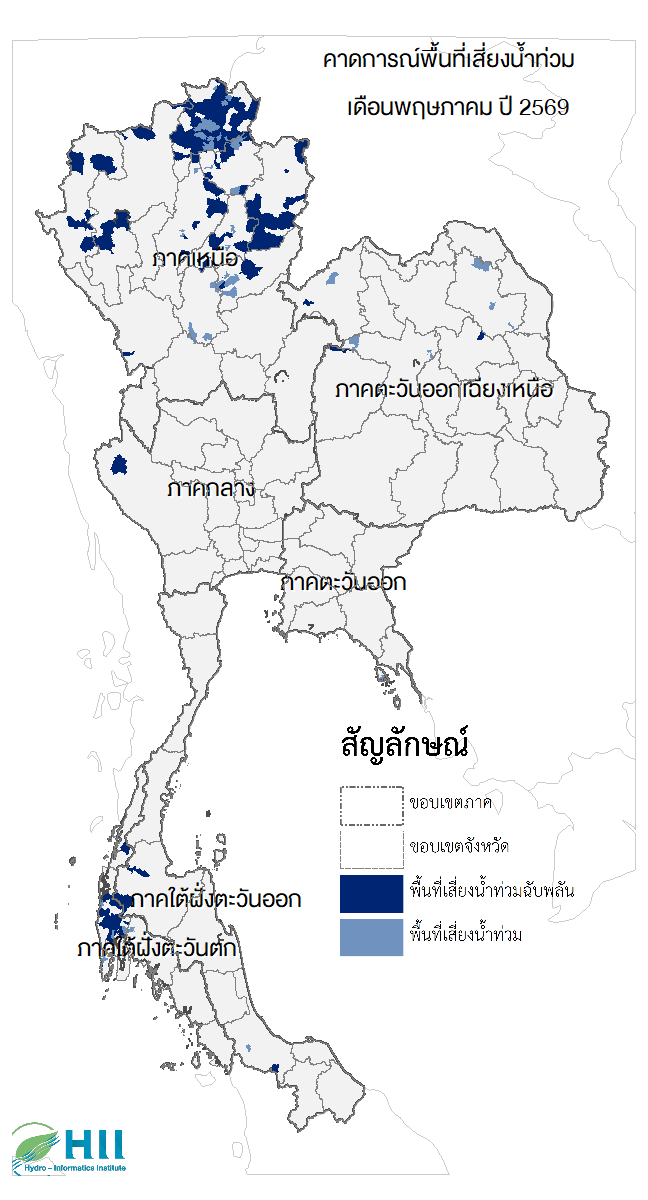 คาดการณ์พื้นที่เสี่ยงน้ำท่วม
เดือนพฤษภาคม ปี 2569
ภาคเหนือ
ภาคตะวันออกเฉียงเหนือ
ภาคกลาง
ภาคตะวันออก
สัญลักษณ์
ขอบเขตภาค
ขอบเขตจังหวัด
พื้นที่เสี่ยงน้ำท่วมฉับพลัน
พื้นที่เสี่ยงน้ำท่วม
ภาคใต้ฝั่งตะวันออก
ภาคใต้ฝั่งตะวันตก
HII
Hydro – Informatics Institute